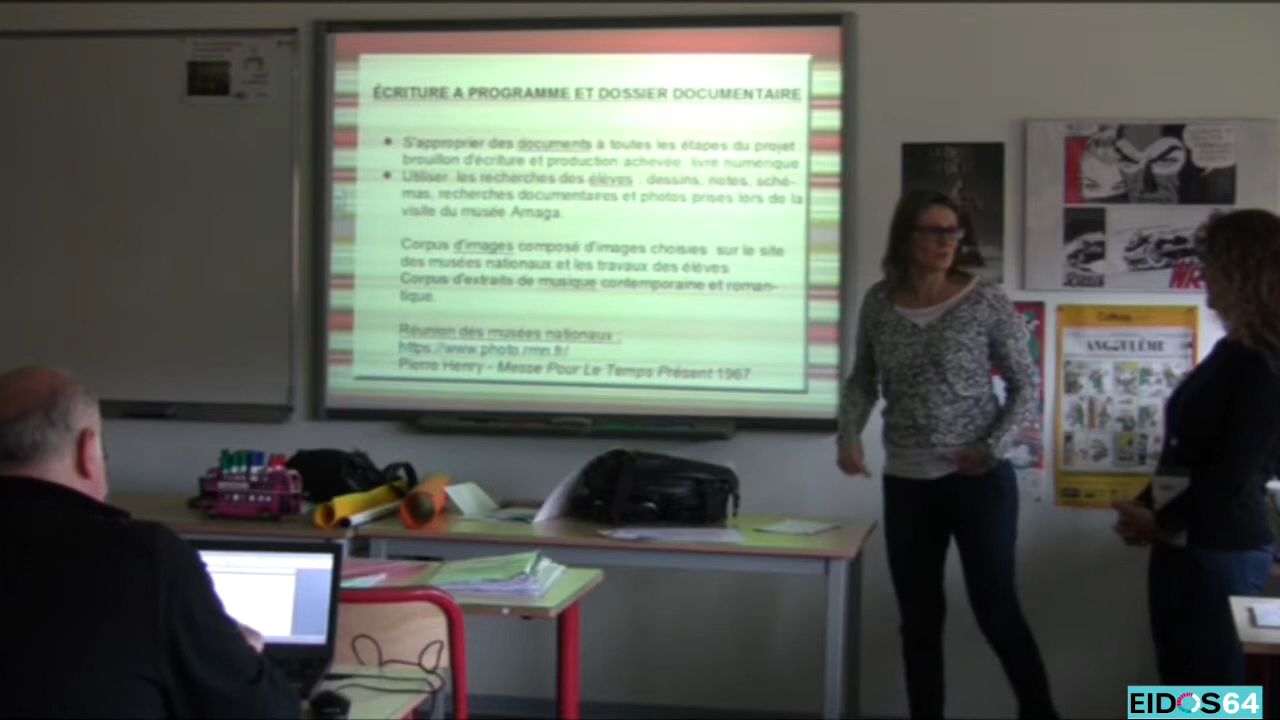 ÉCRITURE A PROGRAMME ET DOSSIER DOCUMENTAIRE
S'approprier des documents à toutes les étapes du projet :
brouillon d'écriture et production achevée, livre numérique
Utiliser les recherches des élèves : dessins, notes, sché-
mas, recherches documentaires et photos prises lors de la
visite du musée Arnaga.
Corpus d'images composé d'images choisies sur le site
des musées nationaux et les travaux des élèves
Corpus d'extraits de musique contemporaine et roman-
tique.
Réunion des musées nationaux :
https://www.photo.rmn.fr/
Pierre Henry - Messe Pour Le Temps Présent 1967
ANGOULÊME
EIDOS64